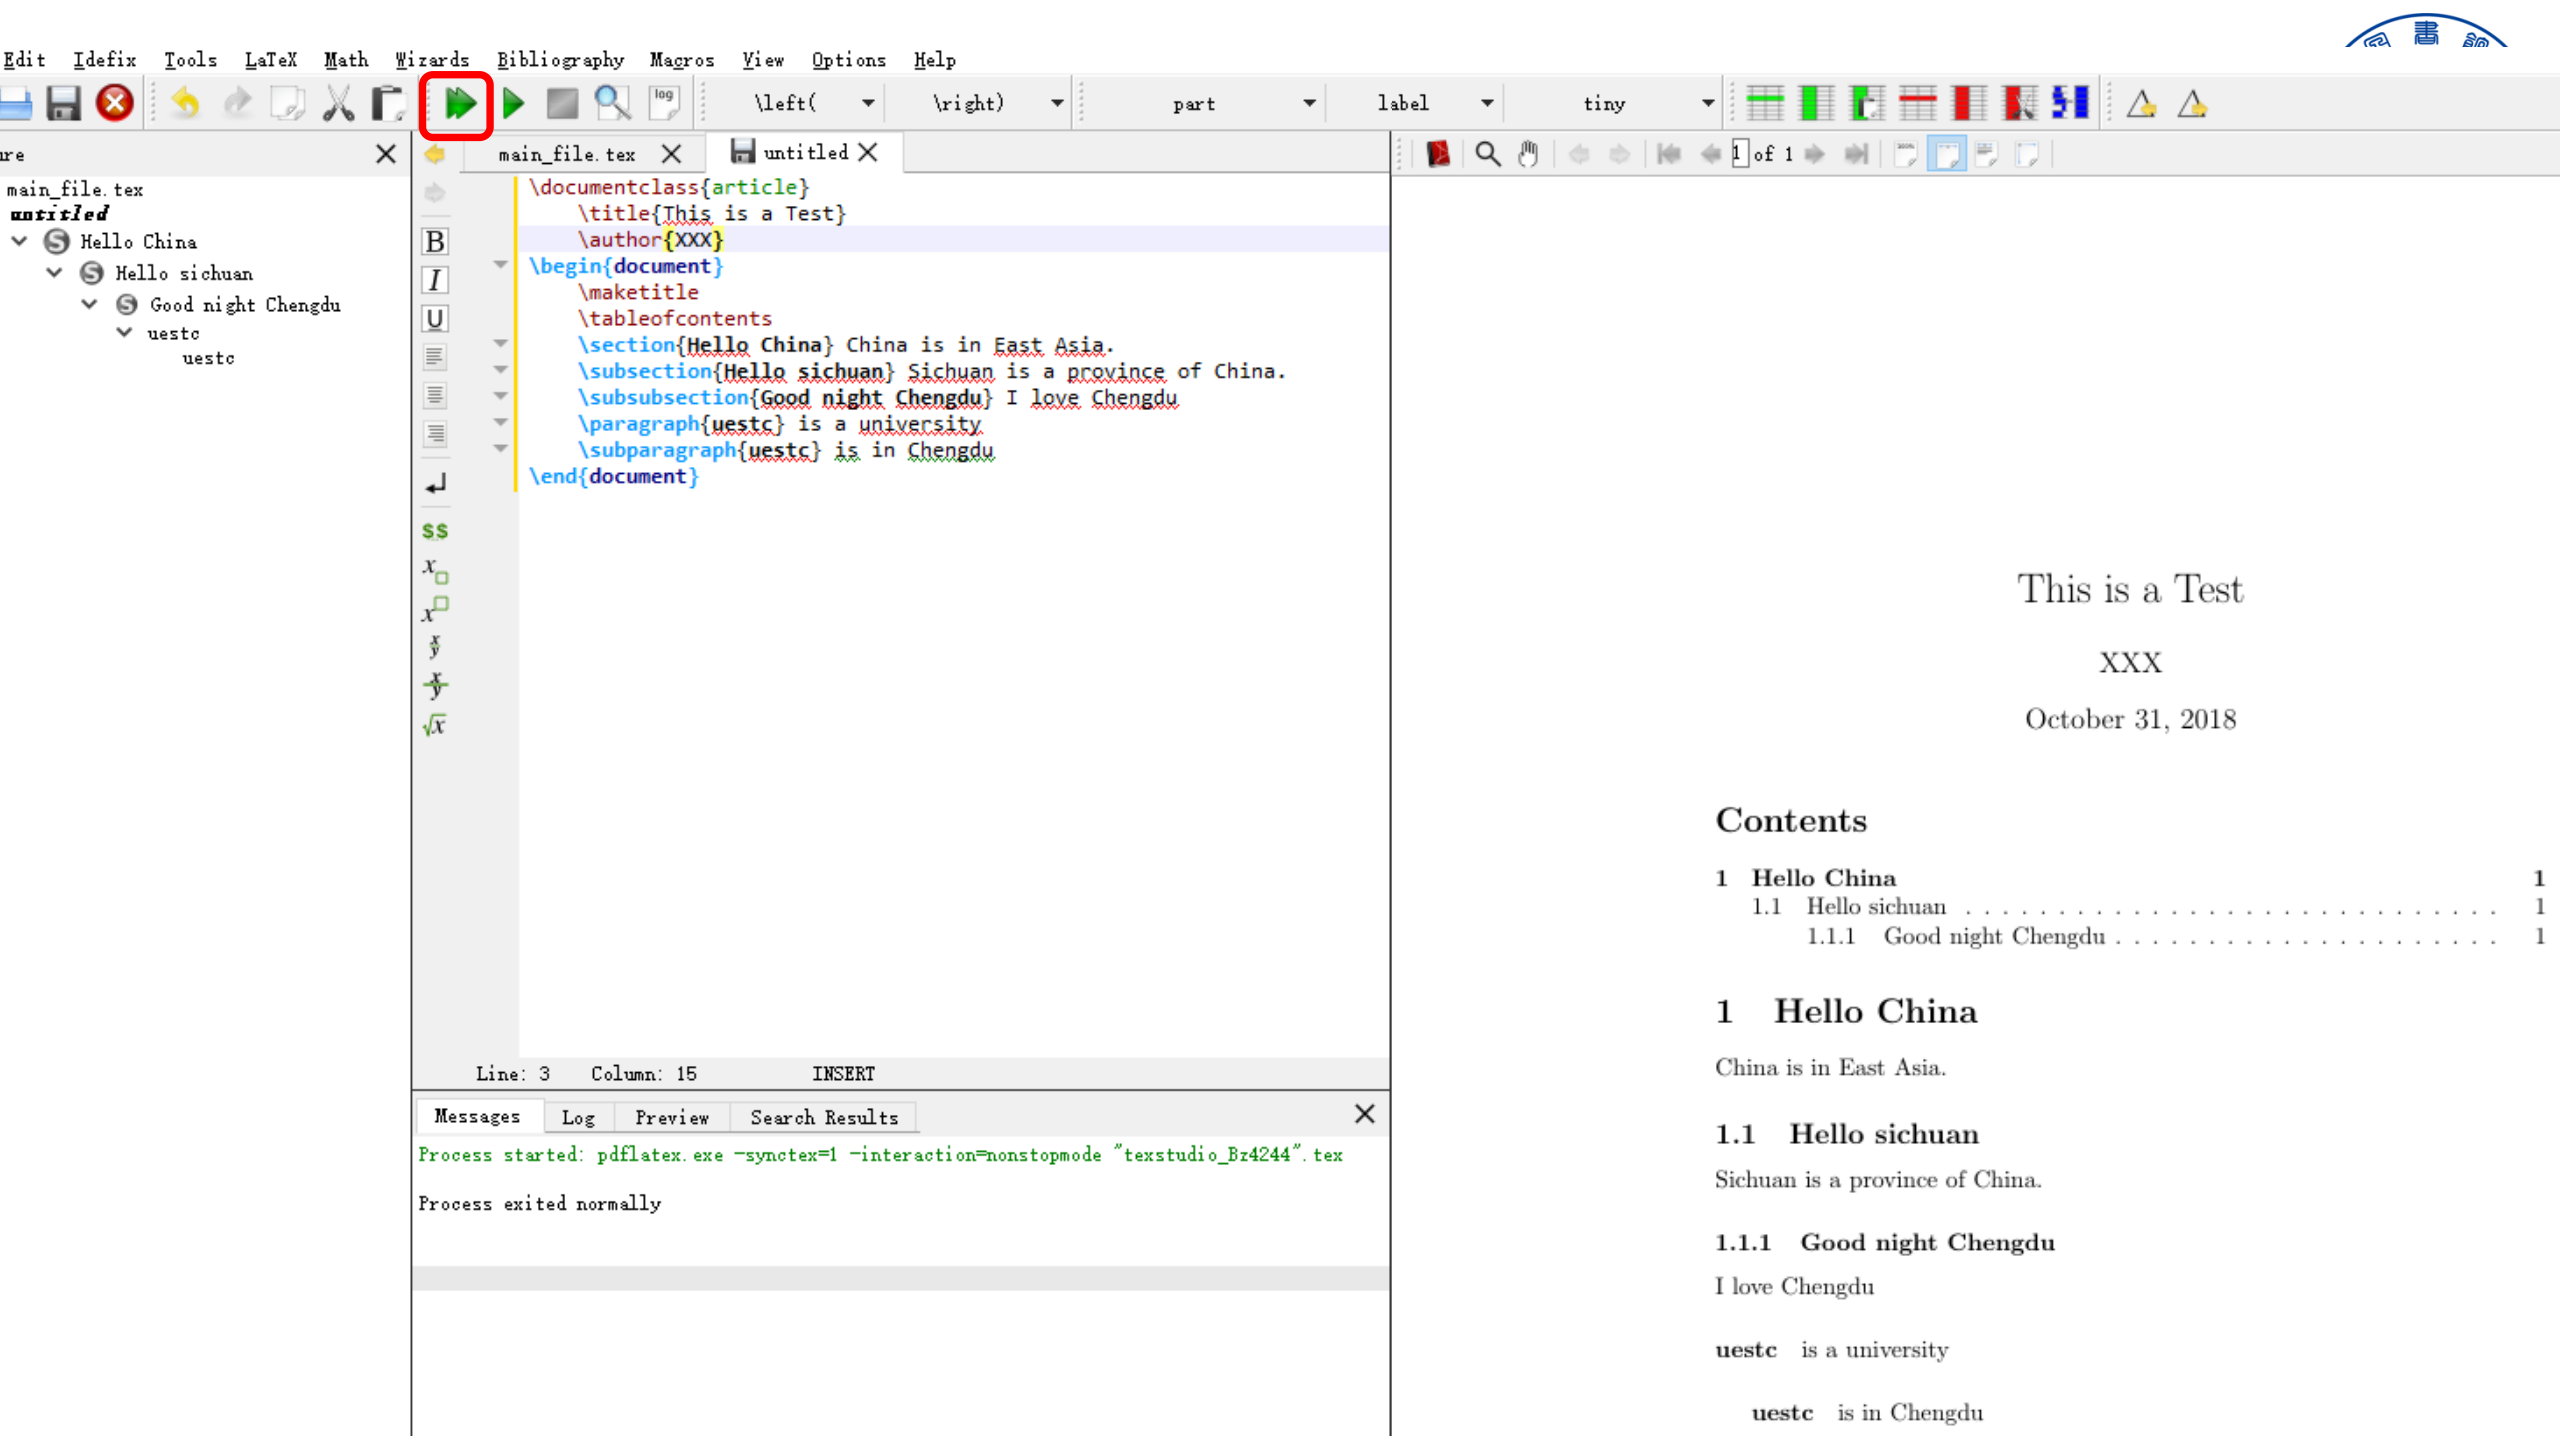 Edit Idefix Tools LaTeX Math Wizards Bibliography Macros View Options Help
log \left( \right) part label tiny
re
main_file.tex
untitled
Hello China
Hello sichuan
Good night Chengdu
uestc
uestc
main_file.tex untitled
\documentclass{article}
\title{This is a Test}
\author{XXX}
\begin{document}
\maketitle
\tableofcontents
\section{Hello China} China is in East Asia.
\subsection{Hello sichuan} Sichuan is a province of China.
\subsubsection{Good night Chengdu} I love Chengdu
\paragraph{uestc} is a university
\subparagraph{uestc} is in Chengdu
\end{document}
B
I
U
$$
x
x
x/y
x/y
√x
Line: 3 Column: 15 INSERT
Messages Log Preview Search Results
Process started: pdflatex.exe -synctex=1 -interaction=nonstopmode "texstudio_Bz4244".tex
Process exited normally
1 of 1
This is a Test
XXX
October 31, 2018
Contents
1 Hello China 1
1.1 Hello sichuan . . . . . . . . . . . . . . . . . . . . . . . . . . . . . 1
1.1.1 Good night Chengdu . . . . . . . . . . . . . . . . . . . . 1
1 Hello China
China is in East Asia.
1.1 Hello sichuan
Sichuan is a province of China.
1.1.1 Good night Chengdu
I love Chengdu
uestc is a university
uestc is in Chengdu